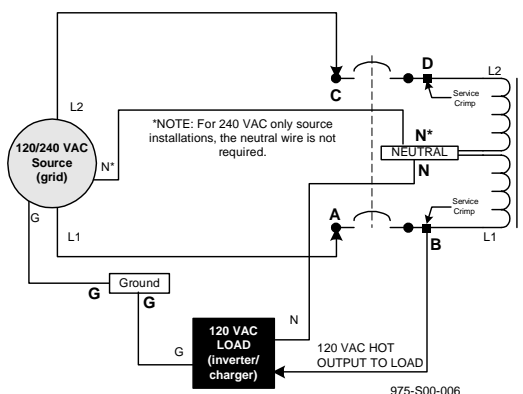 L2
D
L2
C
Service
Crimp
*NOTE: For 240 VAC only source
installations, the neutral wire is not
required.
N*
120/240 VAC
Source
(grid)
N*
NEUTRAL
N
G
A
Service
Crimp
L1
B
L1
G
Ground
G
120 VAC
LOAD
(inverter/
charger)
N
G
120 VAC HOT
OUTPUT TO LOAD
975-S00-006